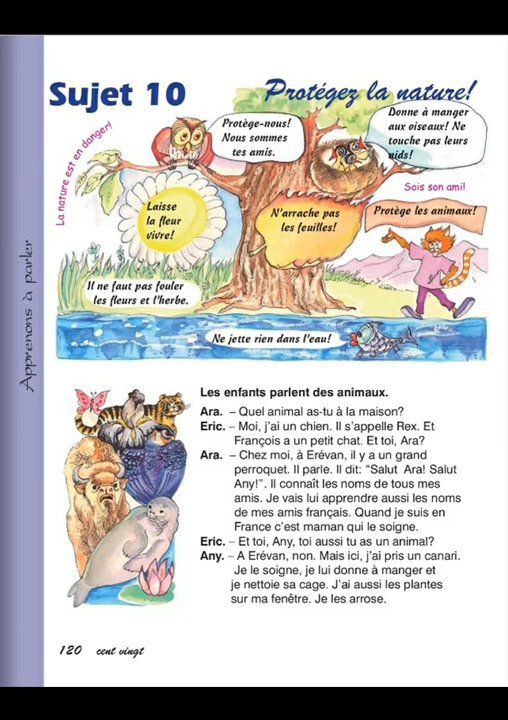 Sujet 10
Protégez la nature!
La nature est en danger!
Protège-nous!
Nous sommes
tes amis.
Donne à manger
aux oiseaux! Ne
touche pas leurs
nids!
Sois son ami!
Laisse
la fleur
vivre!
N'arrache pas
les feuilles!
Protège les animaux!
Il ne faut pas fouler
les fleurs et l'herbe.
Ne jette rien dans l'eau!
Apprenons à parler
Les enfants parlent des animaux.
Ara. – Quel animal as-tu à la maison?
Eric. – Moi, j'ai un chien. Il s'appelle Rex. Et
François a un petit chat. Et toi, Ara?
Ara. – Chez moi, à Erévan, il y a un grand
perroquet. Il parle. Il dit: “Salut Ara! Salut
Any!”. Il connaît les noms de tous mes
amis. Je vais lui apprendre aussi les noms
de mes amis français. Quand je suis en
France c'est maman qui le soigne.
Eric. – Et toi, Any, toi aussi tu as un animal?
Any. – A Erévan, non. Mais ici, j'ai pris un canari.
Je le soigne, je lui donne à manger et
je nettoie sa cage. J'ai aussi les plantes
sur ma fenêtre. Je les arrose.
120 cent vingt